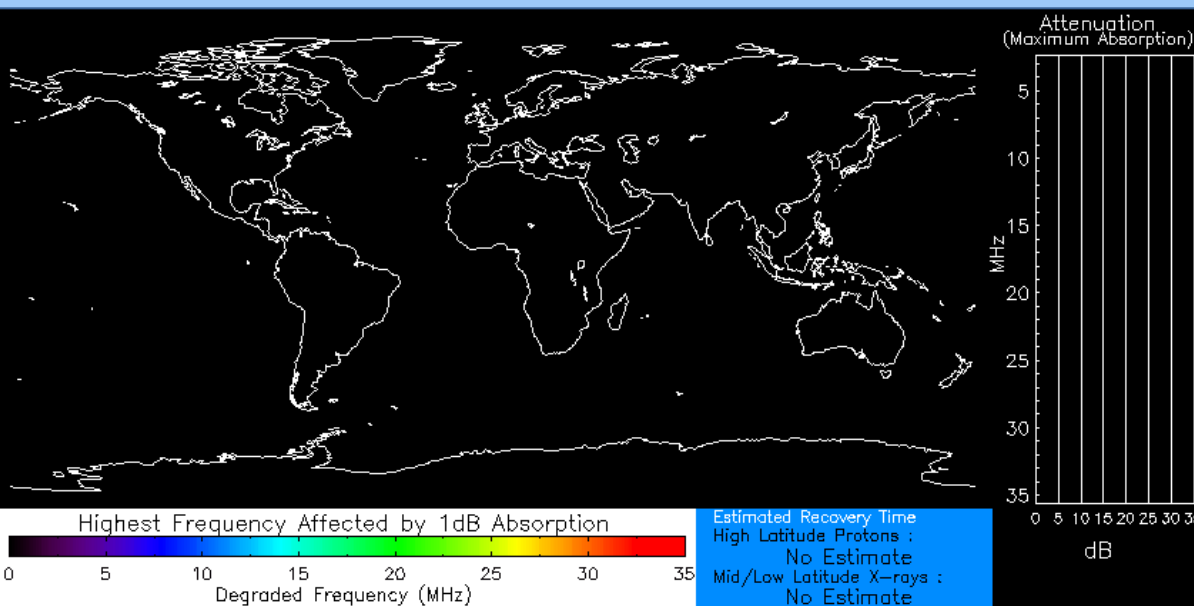 Attenuation
(Maximum Absorption)
5
10
15
20
25
30
35
MHz
0 5 10 15 20 25 30
dB
Highest Frequency Affected by 1dB Absorption
0 5 10 15 20 25 30 35
Degraded Frequency (MHz)
Estimated Recovery Time
High Latitude Protons :
No Estimate
Mid/Low Latitude X-rays :
No Estimate